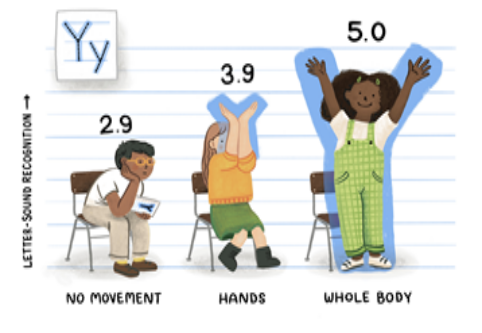 Yy
5.0
3.9
2.9
LETTER-SOUND RECOGNITION →
NO MOVEMENT
HANDS
WHOLE BODY